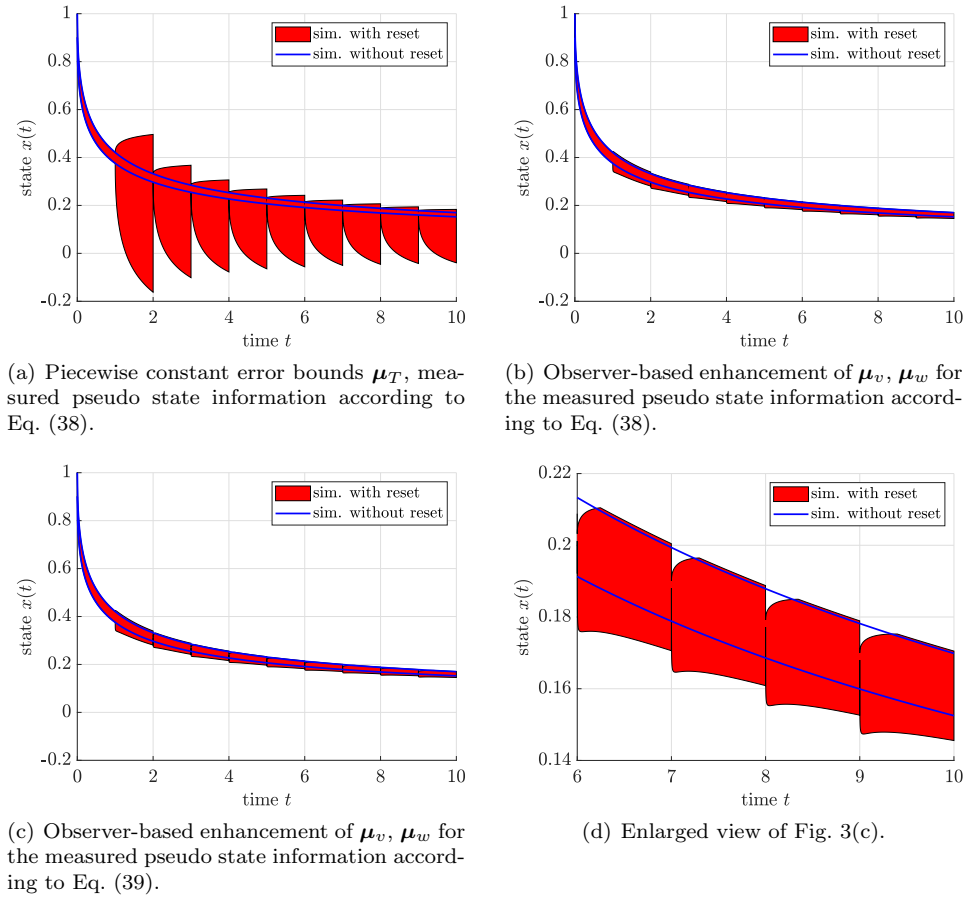 1
0.8
0.6
0.4
0.2
0
-0.2
0 2 4 6 8 10
state x(t)
time t
sim. with reset
sim. without reset
(a) Piecewise constant error bounds μ_T, mea-
sured pseudo state information according to
Eq. (38).
1
0.8
0.6
0.4
0.2
0
-0.2
0 2 4 6 8 10
state x(t)
time t
sim. with reset
sim. without reset
(b) Observer-based enhancement of μ_v, μ_w for
the measured pseudo state information accord-
ing to Eq. (38).
1
0.8
0.6
0.4
0.2
0
-0.2
0 2 4 6 8 10
state x(t)
time t
sim. with reset
sim. without reset
(c) Observer-based enhancement of μ_v, μ_w for
the measured pseudo state information accord-
ing to Eq. (39).
0.22
0.2
0.18
0.16
0.14
6 7 8 9 10
state x(t)
time t
sim. with reset
sim. without reset
(d) Enlarged view of Fig. 3(c).